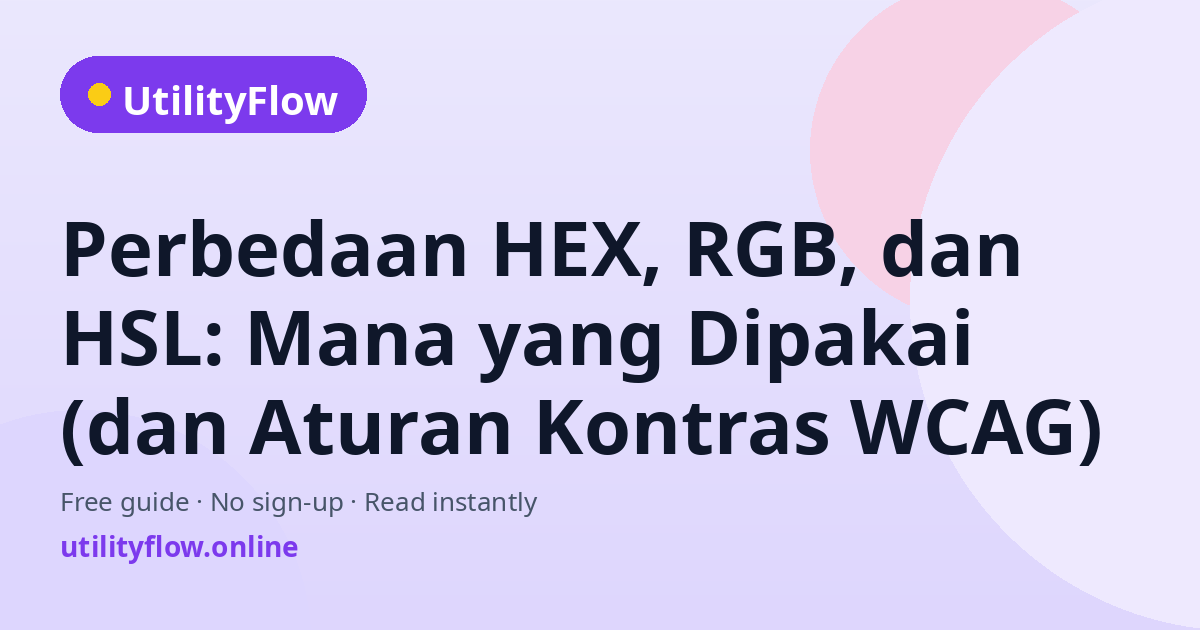 UtilityFlow
Perbedaan HEX, RGB, dan
HSL: Mana yang Dipakai
(dan Aturan Kontras WCAG)
Free guide · No sign-up · Read instantly
utilityflow.online